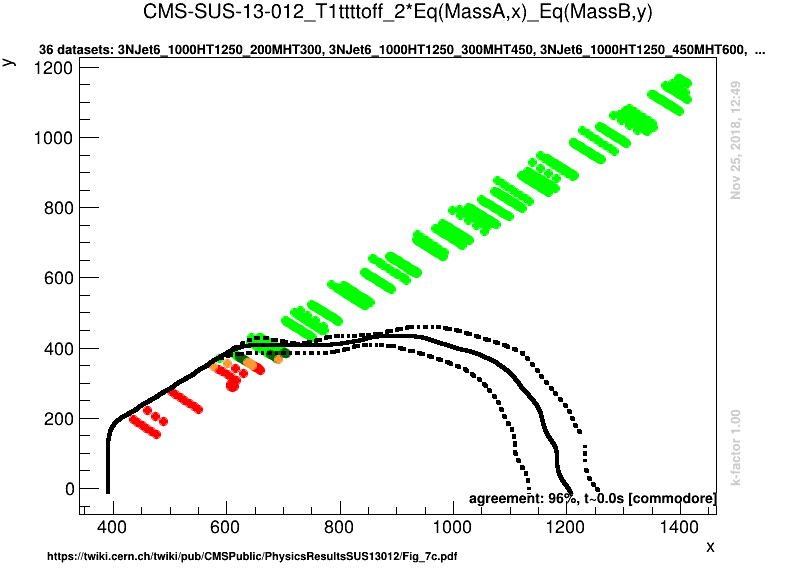 CMS-SUS-13-012_T1ttttoff_2*Eq(MassA,x)_Eq(MassB,y)
36 datasets: 3NJet6_1000HT1250_200MHT300, 3NJet6_1000HT1250_300MHT450, 3NJet6_1000HT1250_450MHT600, ...
y
1200
1000
800
600
400
200
0
Nov 25, 2018, 12:49
k-factor 1.00
agreement: 96%, t~0.0s [commodore]
400 600 800 1000 1200 1400
x
https://twiki.cern.ch/twiki/pub/CMSPublic/PhysicsResultsSUS13012/Fig_7c.pdf